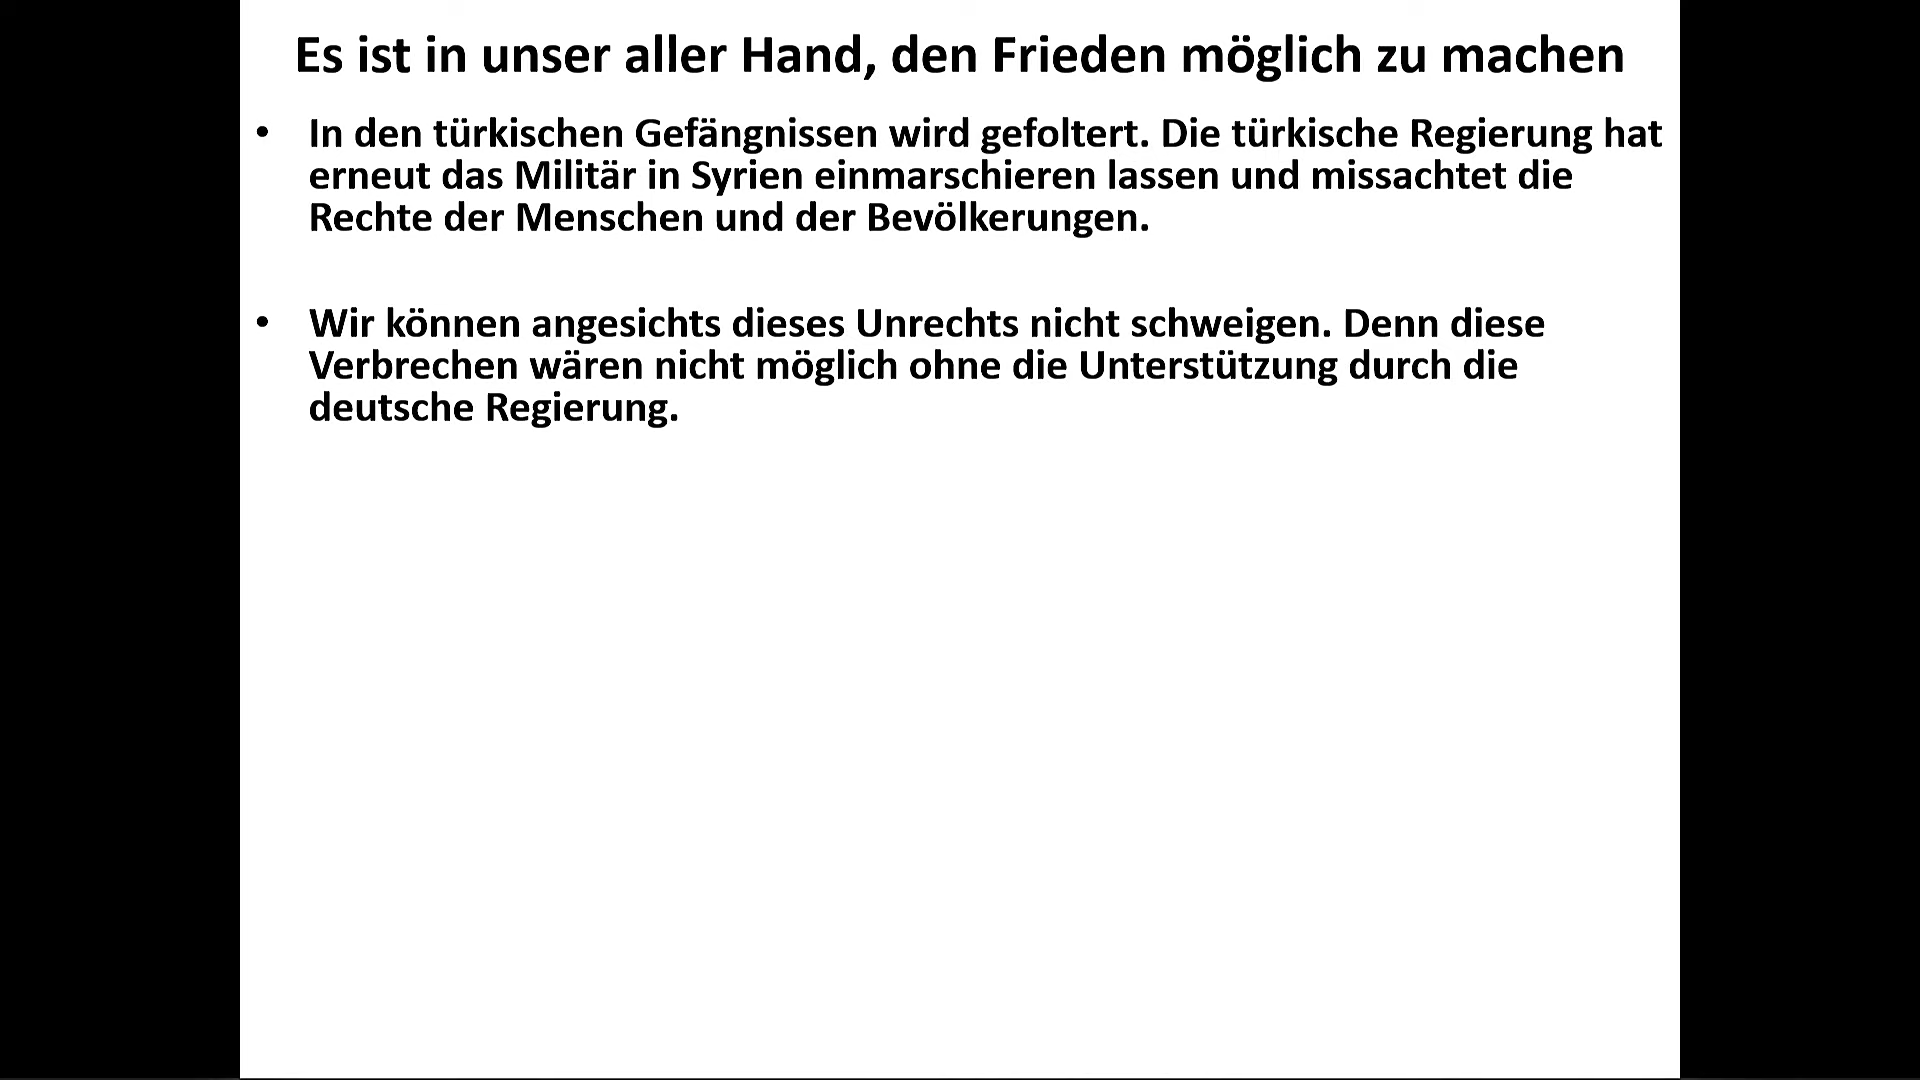 Es ist in unser aller Hand, den Frieden möglich zu machen
• In den türkischen Gefängnissen wird gefoltert. Die türkische Regierung hat
erneut das Militär in Syrien einmarschieren lassen und missachtet die
Rechte der Menschen und der Bevölkerungen.
• Wir können angesichts dieses Unrechts nicht schweigen. Denn diese
Verbrechen wären nicht möglich ohne die Unterstützung durch die
deutsche Regierung.